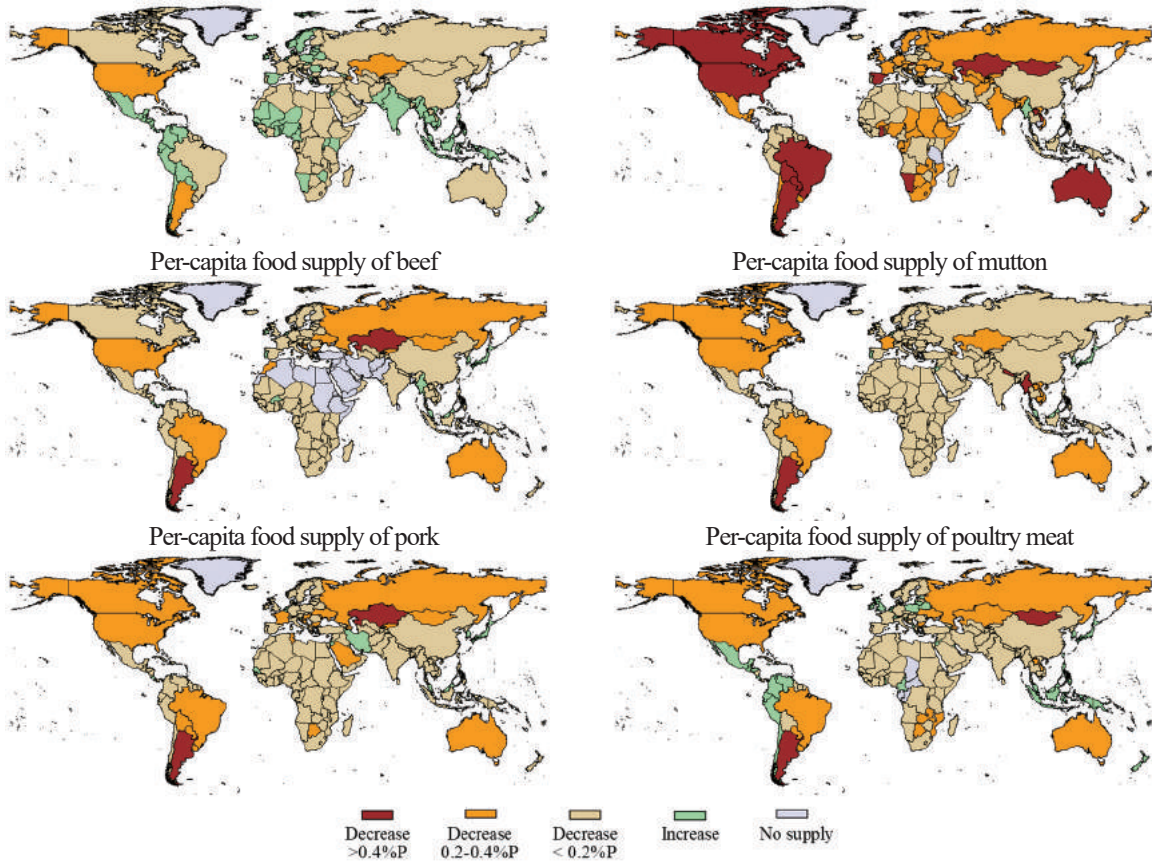 Per-capita food supply of beef
Per-capita food supply of mutton
Per-capita food supply of pork
Per-capita food supply of poultry meat
Decrease
>0.4%P
Decrease
0.2-0.4%P
Decrease
< 0.2%P
Increase
No supply